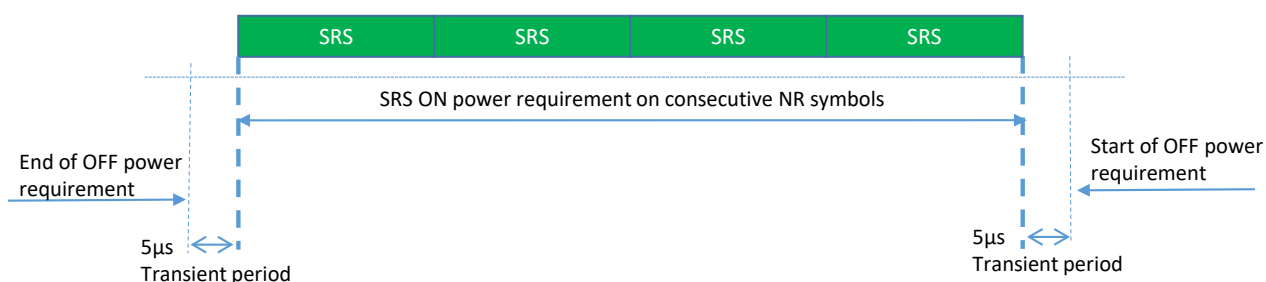 SRS SRS SRS SRS
SRS ON power requirement on consecutive NR symbols
End of OFF power
requirement
Start of OFF power
requirement
5µs
Transient period
5µs
Transient period